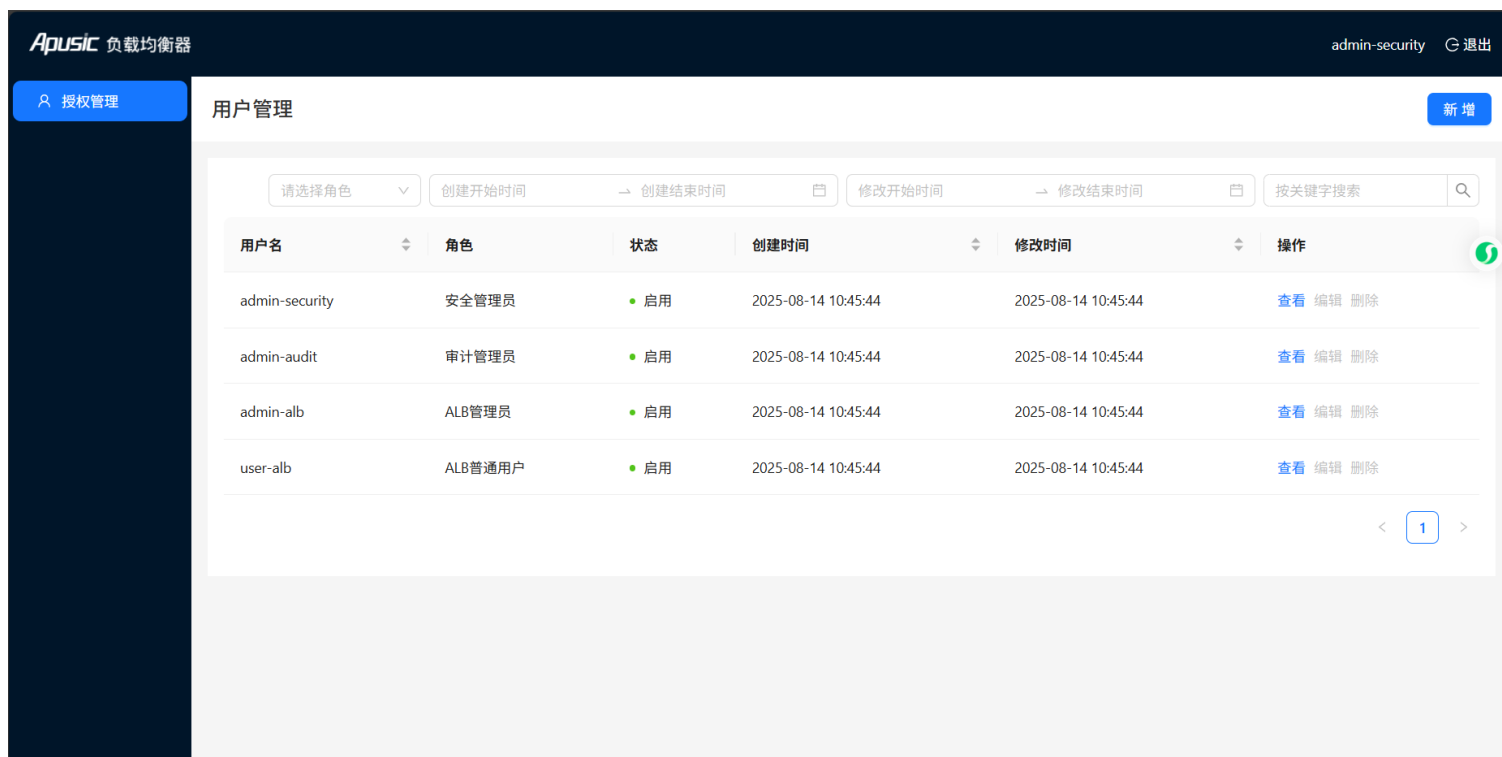 Apusic 负载均衡器
admin-security 退出
授权管理
用户管理
新 增
请选择角色 创建开始时间 创建结束时间 修改开始时间 修改结束时间 按关键字搜索
用户名 角色 状态 创建时间 修改时间 操作
admin-security 安全管理员 启用 2025-08-14 10:45:44 2025-08-14 10:45:44 查看 编辑 删除
admin-audit 审计管理员 启用 2025-08-14 10:45:44 2025-08-14 10:45:44 查看 编辑 删除
admin-alb ALB管理员 启用 2025-08-14 10:45:44 2025-08-14 10:45:44 查看 编辑 删除
user-alb ALB普通用户 启用 2025-08-14 10:45:44 2025-08-14 10:45:44 查看 编辑 删除
< 1 >